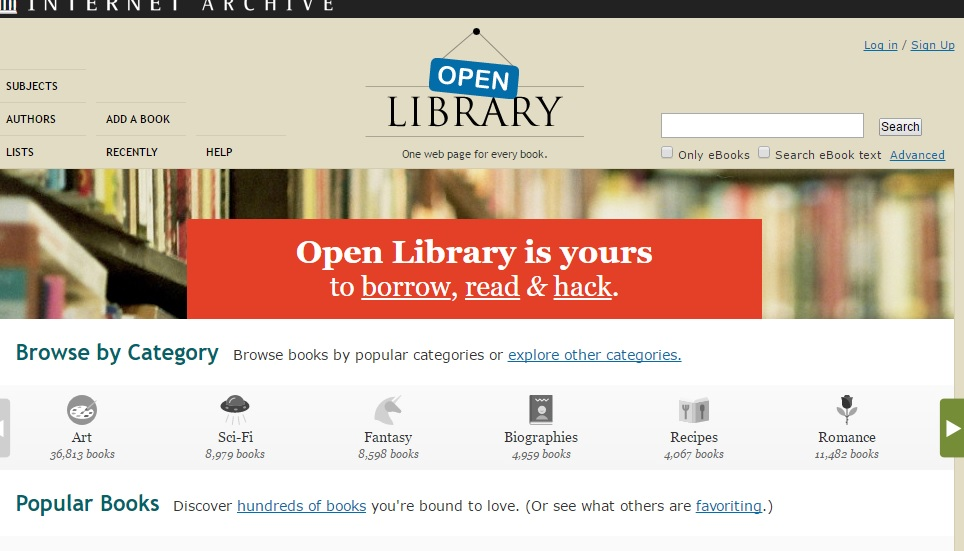 INTERNET ARCHIVE
Log in / Sign Up
OPEN
LIBRARY
One web page for every book.
SUBJECTS
AUTHORS ADD A BOOK
LISTS RECENTLY HELP
Search
Only eBooks Search eBook text Advanced
Open Library is yours
to borrow, read & hack.
Browse by Category Browse books by popular categories or explore other categories.
Art Sci-Fi Fantasy Biographies Recipes Romance
36,813 books 8,979 books 8,598 books 4,959 books 4,067 books 11,482 books
Popular Books Discover hundreds of books you're bound to love. (Or see what others are favoriting.)